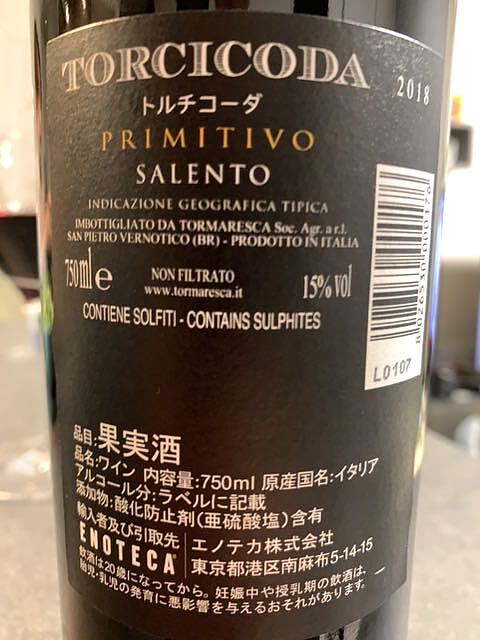 TORCICODA 2018
トルチコーダ
PRIMITIVO
SALENTO
INDICAZIONE GEOGRAFICA TIPICA
IMBOTTIGLIATO DA TORMARESCA Soc. Agr. a r.l.
SAN PIETRO VERNOTICO (BR) - PRODOTTO IN ITALIA
750ml e
NON FILTRATO
www.tormaresca.it
15% vol
CONTIENE SOLFITI - CONTAINS SULPHITES
8 026530 000176
L0107
品目:果実酒
品名:ワイン 内容量:750ml 原産国名:イタリア
アルコール分:ラベルに記載
添加物:酸化防止剤(亜硫酸塩)含有
輸入者及び引取先
ENOTECA
エノテカ株式会社
東京都港区南麻布5-14-15
飲酒は20歳になってから。妊娠中や授乳期の飲酒は、
胎児・乳児の発育に悪影響を与えるおそれがあります。